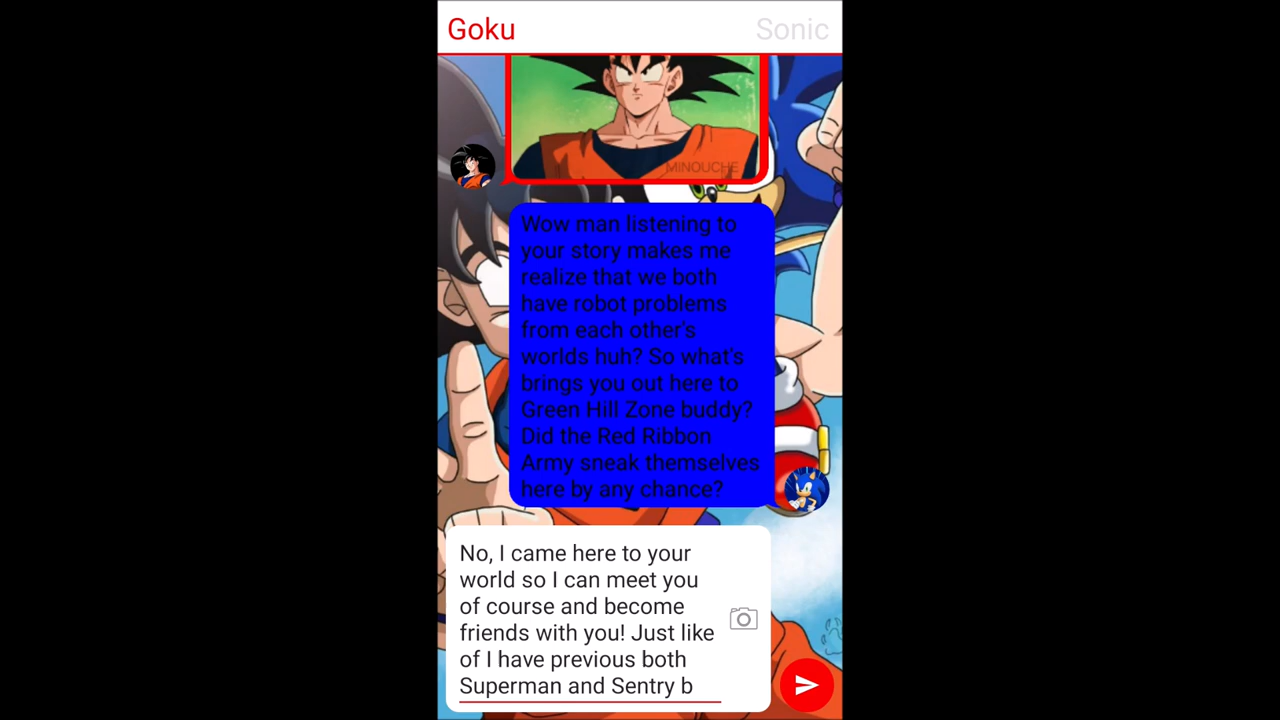 Goku
Sonic
MINOUCHE
Wow man listening to
your story makes me
realize that we both
have robot problems
from each other's
worlds huh? So what's
brings you out here to
Green Hill Zone buddy?
Did the Red Ribbon
Army sneak themselves
here by any chance?
No, I came here to your
world so I can meet you
of course and become
friends with you! Just like
of I have previous both
Superman and Sentry b